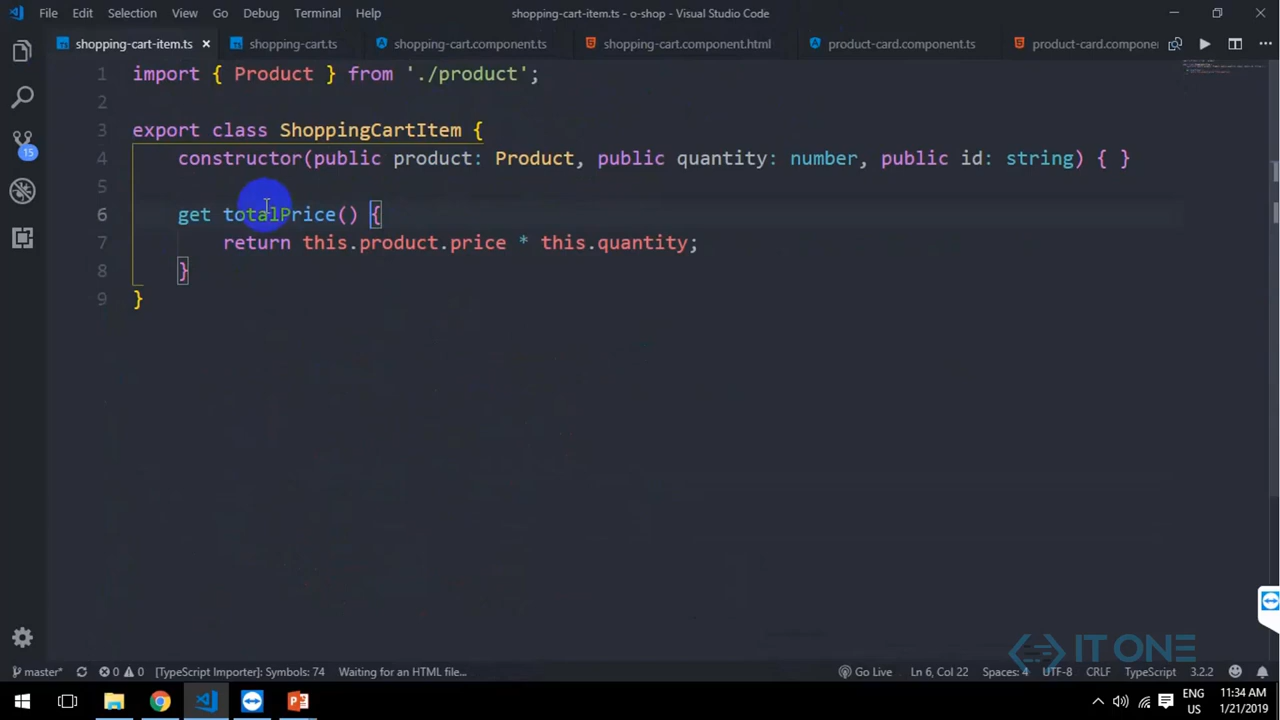 File Edit Selection View Go Debug Terminal Help shopping-cart-item.ts - o-shop - Visual Studio Code
shopping-cart-item.ts shopping-cart.ts shopping-cart.component.ts shopping-cart.component.html product-card.component.ts product-card.compone
1 import { Product } from './product';
2
3 export class ShoppingCartItem {
4 constructor(public product: Product, public quantity: number, public id: string) { }
5
6 get totalPrice() {
7 return this.product.price * this.quantity;
8 }
9 }
15
IT ONE
master* 0 0 [TypeScript Importer]: Symbols: 74 Waiting for an HTML file... Go Live Ln 6, Col 22 Spaces: 4 UTF-8 CRLF TypeScript 3.2.2
ENG 11:34 AM
US 1/21/2019